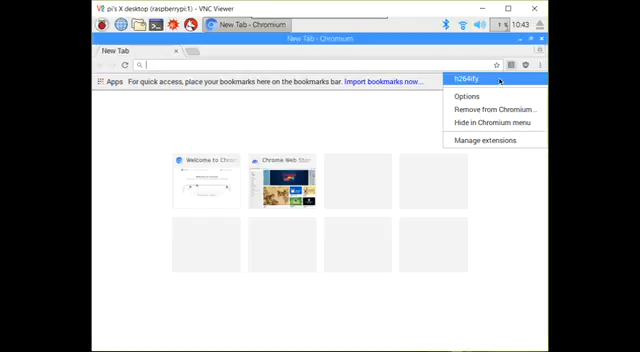 pi's X desktop (raspberrypi:1) - VNC Viewer
New Tab - Chromium
1 %
10:43
New Tab - Chromium
New Tab
Apps
For quick access, place your bookmarks here on the bookmarks bar. Import bookmarks now...
h264ify
Options
Remove from Chromium...
Hide in Chromium menu
Manage extensions
Welcome to Chrom
Chrome Web Stor